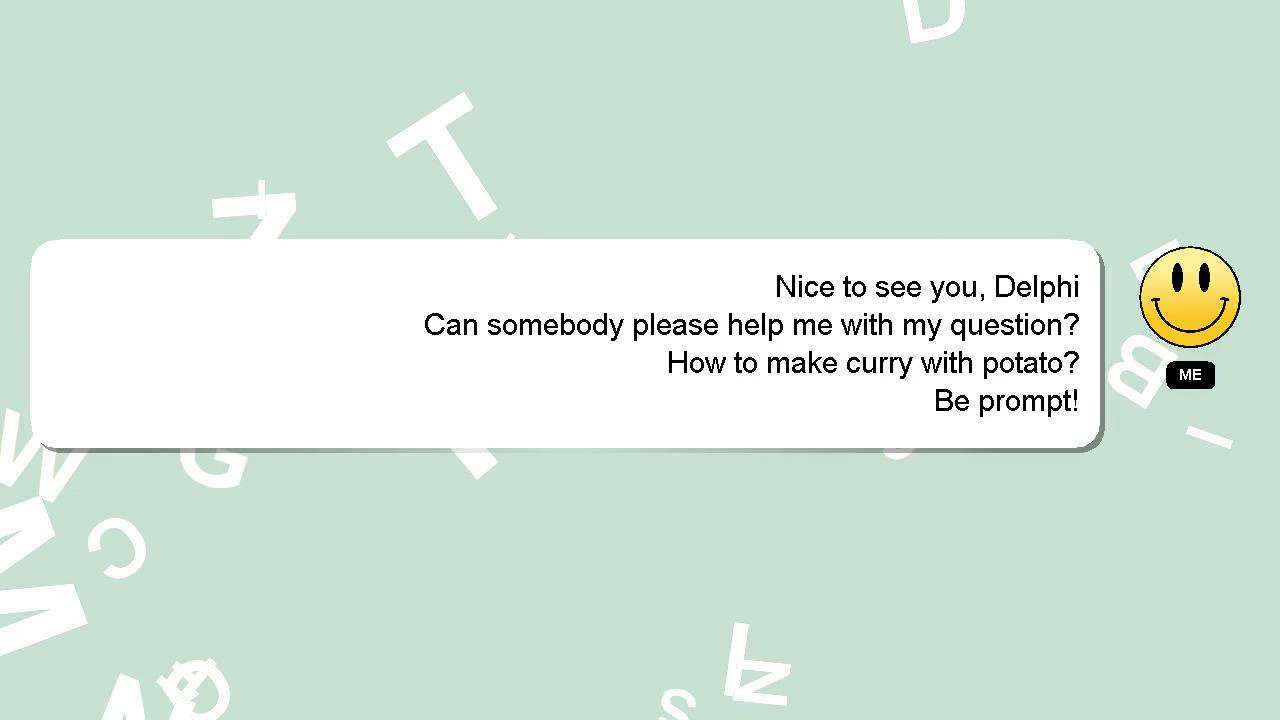 Nice to see you, Delphi
Can somebody please help me with my question?
How to make curry with potato?
Be prompt!
ME